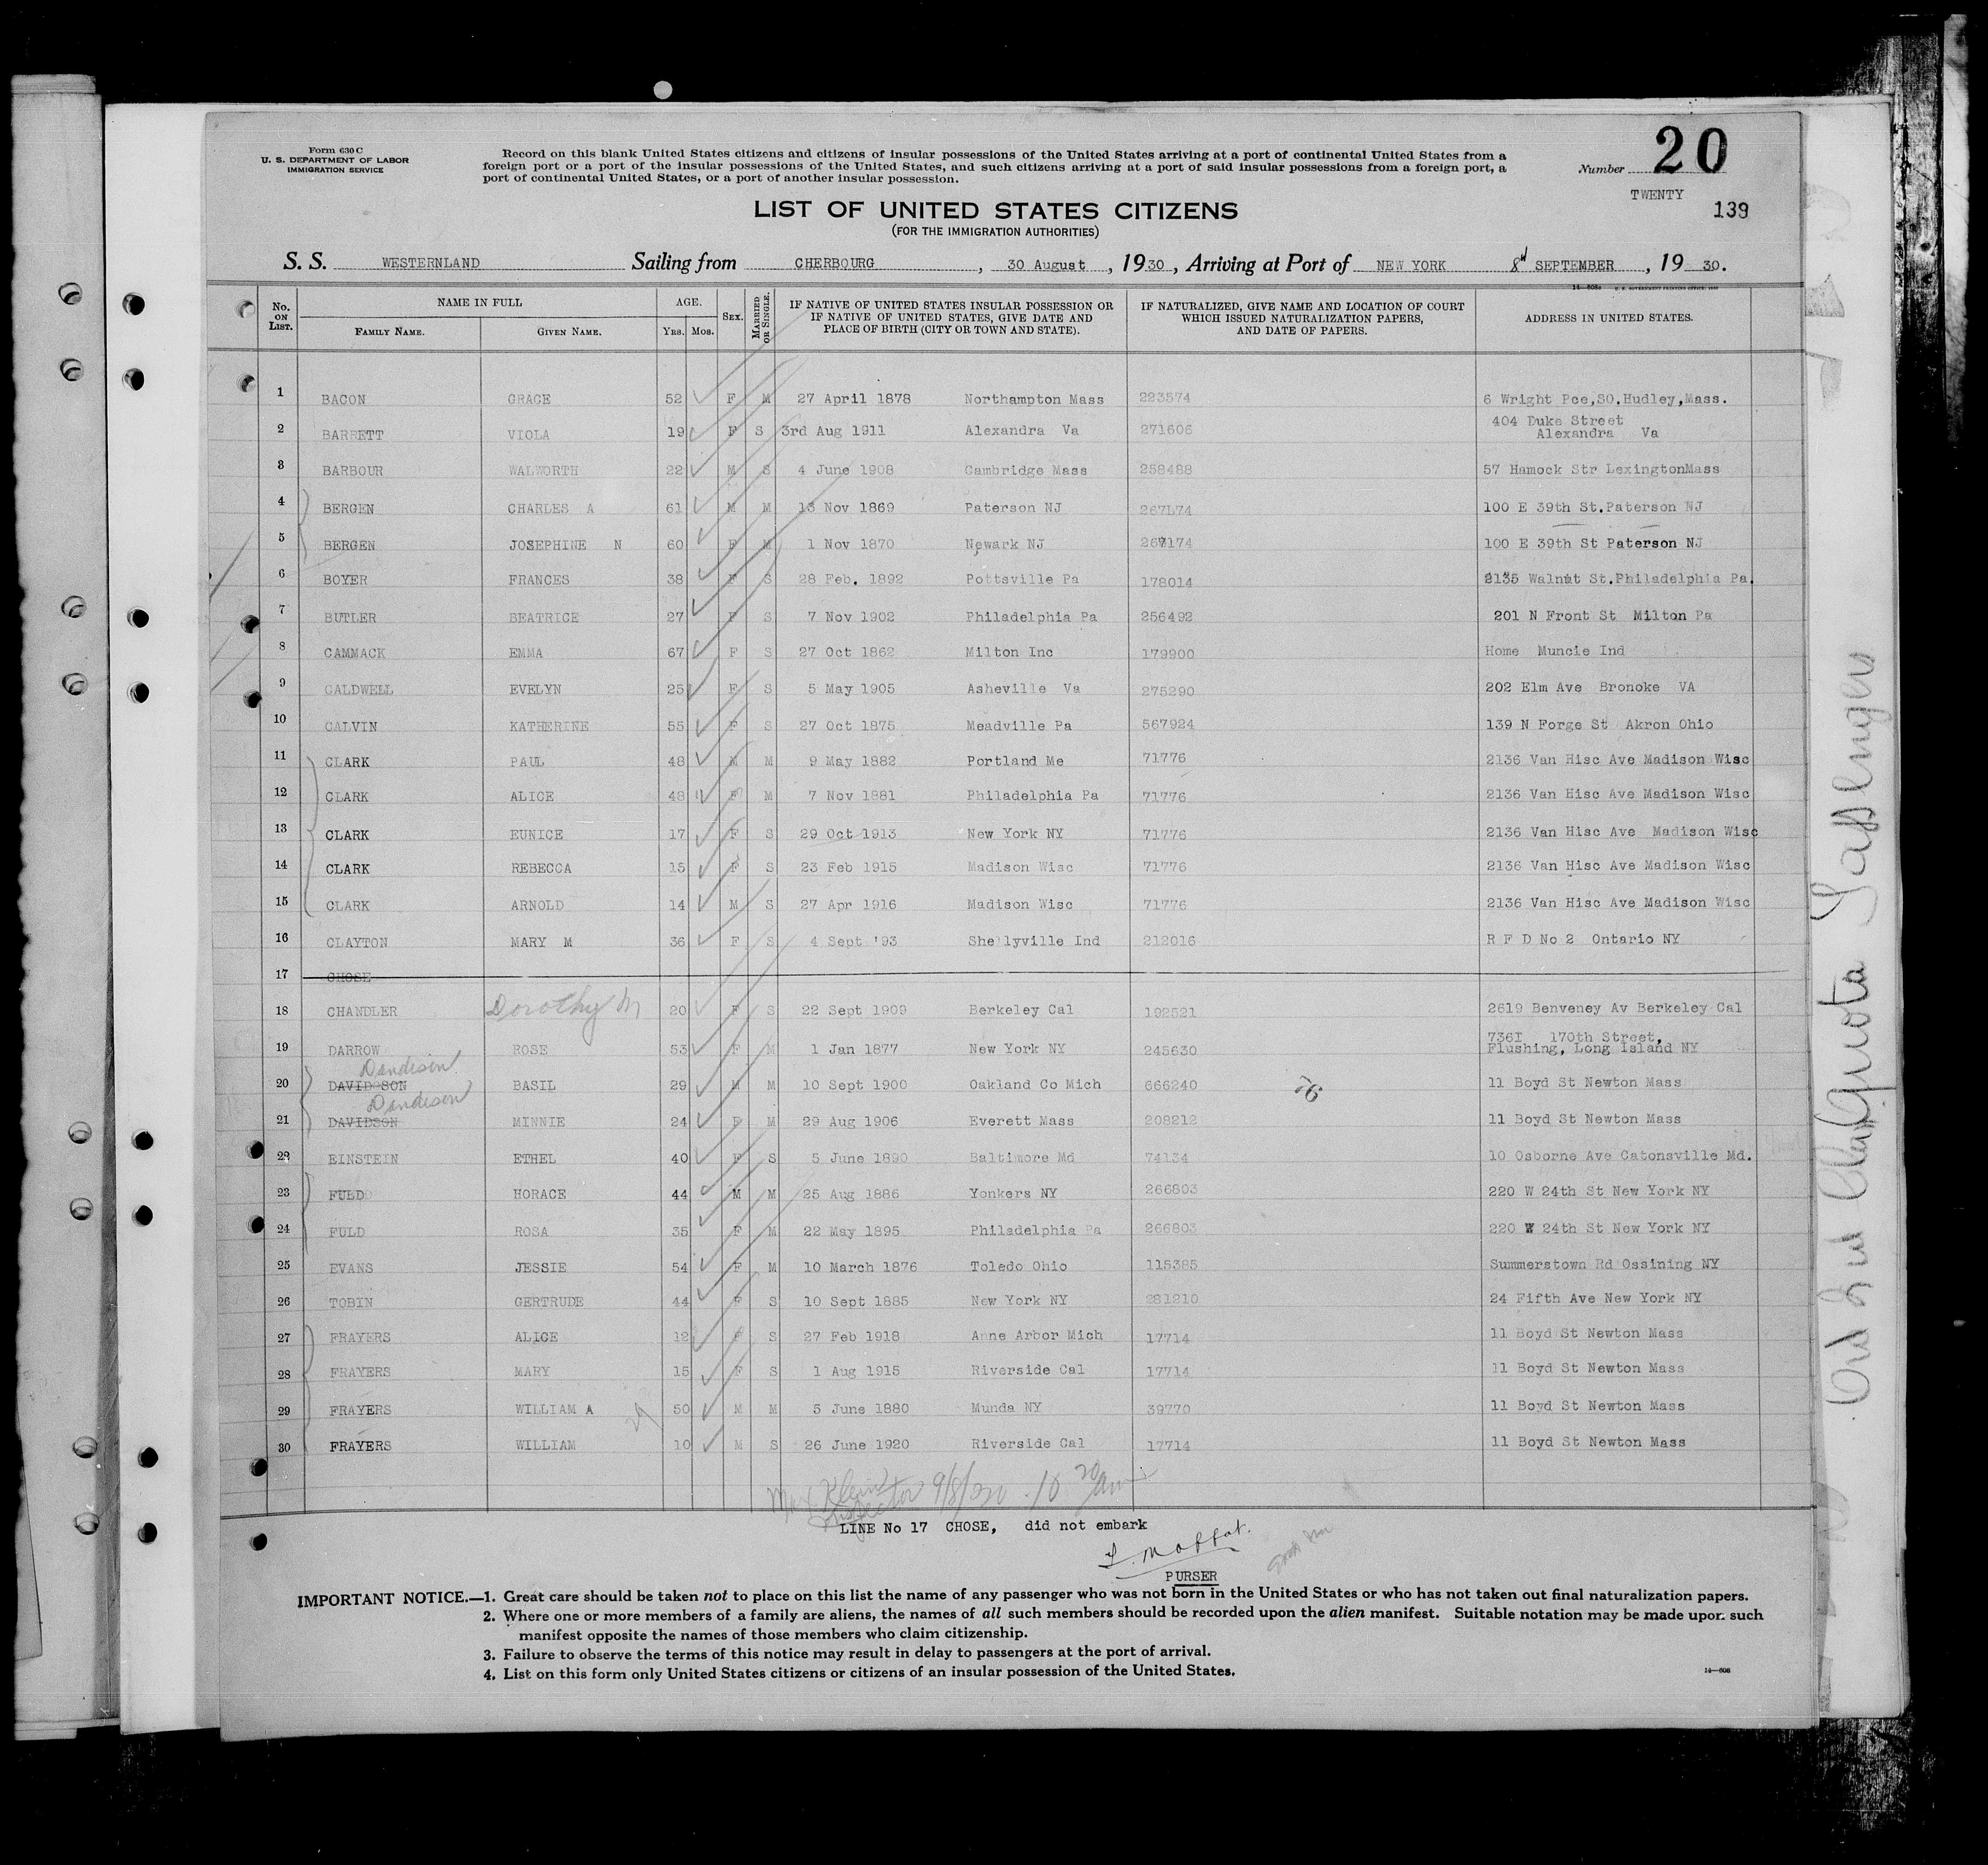 Form 630 C
U. S. DEPARTMENT OF LABOR
IMMIGRATION SERVICE
Record on this blank United States citizens and citizens of insular possessions of the United States arriving at a port of continental United States from a
foreign port or a port of the insular possessions of the United States, and such citizens arriving at a port of said insular possessions from a foreign port, a
port of continental United States, or a port of another insular possession.
Number 20
TWENTY
139
LIST OF UNITED STATES CITIZENS
(FOR THE IMMIGRATION AUTHORITIES)
S. S. WESTERNLAND Sailing from CHERBOURG, 30 August, 1930, Arriving at Port of NEW YORK 8th SEPTEMBER, 1930.
No. ON LIST. NAME IN FULL FAMILY NAME. GIVEN NAME. AGE. YRS. MOS. SEX. MARRIED OR SINGLE. IF NATIVE OF UNITED STATES INSULAR POSSESSION OR IF NATIVE OF UNITED STATES, GIVE DATE AND PLACE OF BIRTH (CITY OR TOWN AND STATE). IF NATURALIZED, GIVE NAME AND LOCATION OF COURT WHICH ISSUED NATURALIZATION PAPERS, AND DATE OF PAPERS. ADDRESS IN UNITED STATES.
1 BACON GRACE 52 F M 27 April 1878 Northampton Mass 223574 6 Wright Pce,SO.Hudley,Mass.
2 BARRETT VIOLA 19 F S 3rd Aug 1911 Alexandra Va 271606 404 Duke Street Alexandra Va
3 BARBOUR WALWORTH 22 M S 4 June 1908 Cambridge Mass 258488 57 Hamock Str LexingtonMass
4 BERGEN CHARLES A 61 M M 13 Nov 1869 Paterson NJ 267174 100 E 39th St.Paterson NJ
5 BERGEN JOSEPHINE N 60 F M 1 Nov 1870 Newark NJ 267174 100 E 39th St Paterson NJ
6 BOYER FRANCES 38 F S 28 Feb. 1892 Pottsville Pa 178014 2135 Walnut St.Philadelphia Pa.
7 BUTLER BEATRICE 27 F S 7 Nov 1902 Philadelphia Pa 256492 201 N Front St Milton Pa
8 CAMMACK EMMA 67 F S 27 Oct 1862 Milton Inc 179900 Home Muncie Ind
9 CALDWELL EVELYN 25 F S 5 May 1905 Asheville Va 275290 202 Elm Ave Bronoke VA
10 CALVIN KATHERINE 55 F S 27 Oct 1875 Meadville Pa 567924 139 N Forge St Akron Ohio
11 CLARK PAUL 48 M M 9 May 1882 Portland Me 71776 2136 Van Hisc Ave Madison Wisc
12 CLARK ALICE 48 F M 7 Nov 1881 Philadelphia Pa 71776 2136 Van Hisc Ave Madison Wisc
13 CLARK EUNICE 17 F S 29 Oct 1913 New York NY 71776 2136 Van Hisc Ave Madison Wisc
14 CLARK REBECCA 15 F S 23 Feb 1915 Madison Wisc 71776 2136 Van Hisc Ave Madison Wisc
15 CLARK ARNOLD 14 M S 27 Apr 1916 Madison Wisc 71776 2136 Van Hisc Ave Madison Wisc
16 CLAYTON MARY M 36 F S 4 Sept '93 Shellyville Ind 212016 R F D No 2 Ontario NY
17 CHOSE
18 CHANDLER Dorothy M 20 F S 22 Sept 1909 Berkeley Cal 192521 2619 Benveney Av Berkeley Cal
19 DARROW ROSE 53 F M 1 Jan 1877 New York NY 245630 736I 170th Street, Flushing, Long Island NY
Dandison
20 DAVIDSON BASIL 29 M M 10 Sept 1900 Oakland Co Mich 666240 11 Boyd St Newton Mass
Dandison
21 DAVIDSON MINNIE 24 F M 29 Aug 1906 Everett Mass 208212 11 Boyd St Newton Mass
22 EINSTEIN ETHEL 40 F S 5 June 1890 Baltimore Md 74134 10 Osborne Ave Catonsville Md.
23 FULD HORACE 44 M M 25 Aug 1886 Yonkers NY 266803 220 W 24th St New York NY
24 FULD ROSA 35 F M 22 May 1895 Philadelphia Pa 266803 220 W 24th St New York NY
25 EVANS JESSIE 54 F M 10 March 1876 Toledo Ohio 115385 Summerstown Rd Ossining NY
26 TOBIN GERTRUDE 44 F S 10 Sept 1885 New York NY 281210 24 Fifth Ave New York NY
27 FRAYERS ALICE 12 F S 27 Feb 1918 Anne Arbor Mich 17714 11 Boyd St Newton Mass
28 FRAYERS MARY 15 F S 1 Aug 1915 Riverside Cal 17714 11 Boyd St Newton Mass
29 FRAYERS WILLIAM A 50 M M 5 June 1880 Munda NY 39770 11 Boyd St Newton Mass
29
30 FRAYERS WILLIAM 10 M S 26 June 1920 Riverside Cal 17714 11 Boyd St Newton Mass
Klein
Inspector 9/8/30 10 20 am
LINE No 17 CHOSE, did not embark
L. Moffat.
PURSER
IMPORTANT NOTICE.—1. Great care should be taken not to place on this list the name of any passenger who was not born in the United States or who has not taken out final naturalization papers.
2. Where one or more members of a family are aliens, the names of all such members should be recorded upon the alien manifest. Suitable notation may be made upon such
manifest opposite the names of those members who claim citizenship.
3. Failure to observe the terms of this notice may result in delay to passengers at the port of arrival.
4. List on this form only United States citizens or citizens of an insular possession of the United States.
14—608
Quota Passengers